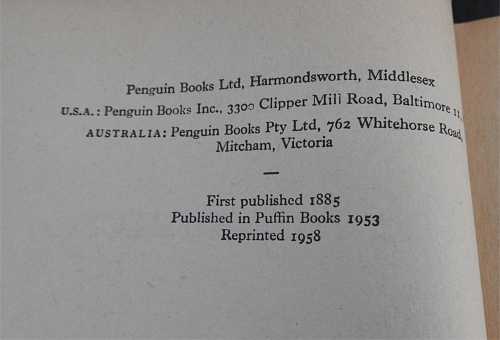 Penguin Books Ltd, Harmondsworth, Middlesex
U.S.A.: Penguin Books Inc., 3300 Clipper Mill Road, Baltimore 11,
AUSTRALIA: Penguin Books Pty Ltd, 762 Whitehorse Road,
Mitcham, Victoria
—
First published 1885
Published in Puffin Books 1953
Reprinted 1958